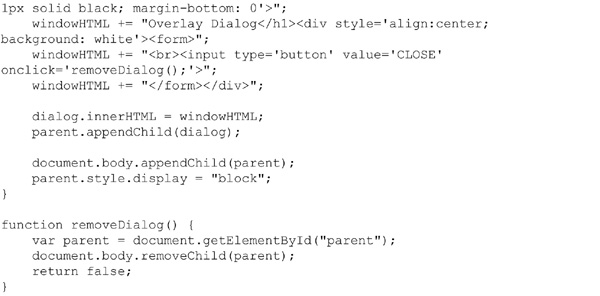 1px solid black; margin-bottom: 0'>";
    windowHTML += "Overlay Dialog</h1><div style='align:center;
background: white'><form>";
    windowHTML += "<br><input type='button' value='CLOSE'
onclick='removeDialog();'>";
    windowHTML += "</form></div>";

    dialog.innerHTML = windowHTML;
    parent.appendChild(dialog);

    document.body.appendChild(parent);
    parent.style.display = "block";
}

function removeDialog() {
    var parent = document.getElementById("parent");
    document.body.removeChild(parent);
    return false;
}